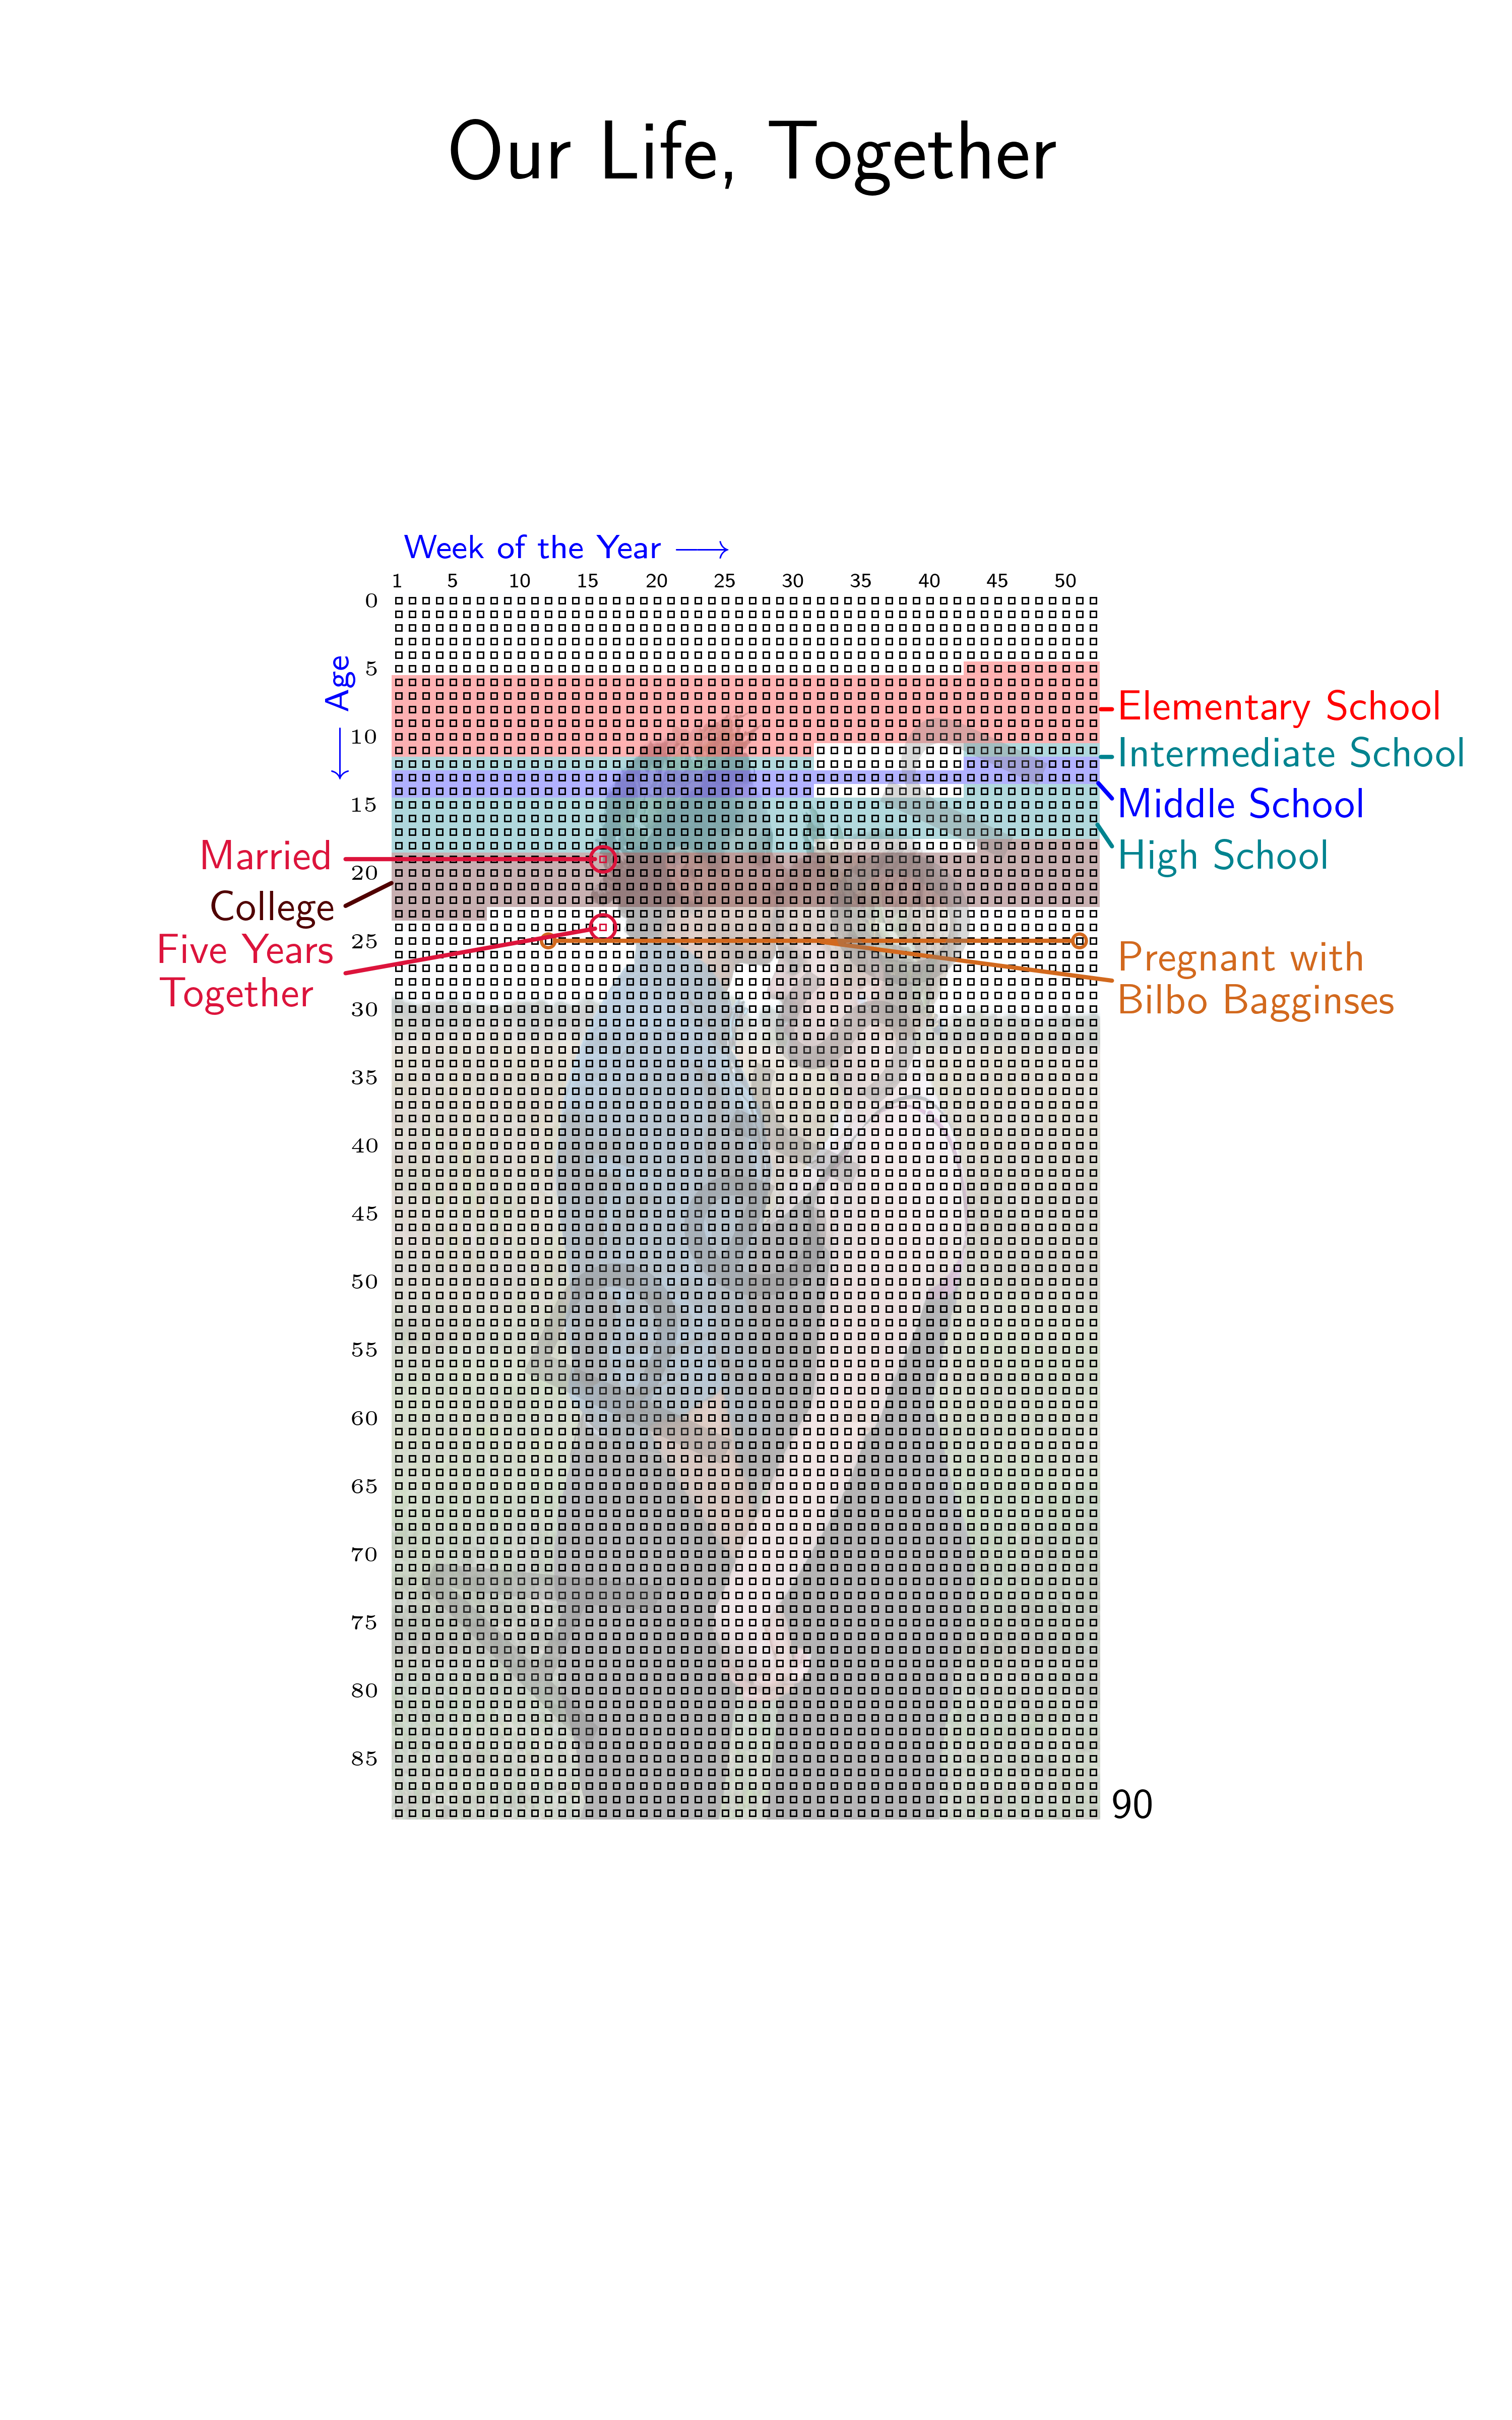 Our Life, Together
Week of the Year ⟶
1 5 10 15 20 25 30 35 40 45 50
0
⟵ Age
5
Elementary School
10
Intermediate School
15
Middle School
Married
High School
20
College
Five Years
Together
25
Pregnant with
Bilbo Bagginses
30
35
40
45
50
55
60
65
70
75
80
85
90